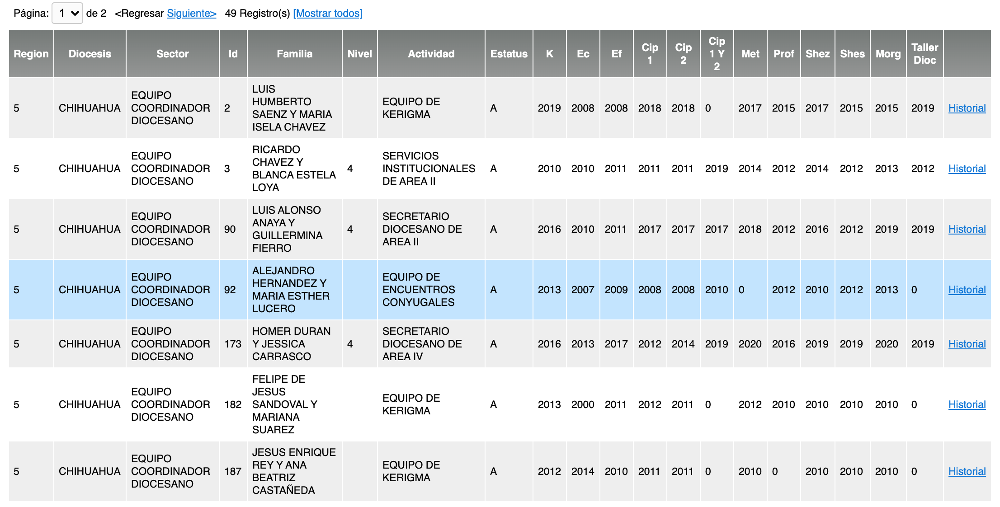 Página: 1 de 2 <Regresar Siguiente> 49 Registro(s) [Mostrar todos]
Region Diocesis Sector Id Familia Nivel Actividad Estatus K Ec Ef Cip 1 Cip 2 Cip 1 Y 2 Met Prof Shez Shes Morg Taller Dioc
5 CHIHUAHUA EQUIPO COORDINADOR DIOCESANO 2 LUIS HUMBERTO SAENZ Y MARIA ISELA CHAVEZ EQUIPO DE KERIGMA A 2019 2008 2008 2018 2018 0 2017 2015 2017 2015 2015 2019 Historial
5 CHIHUAHUA EQUIPO COORDINADOR DIOCESANO 3 RICARDO CHAVEZ Y BLANCA ESTELA LOYA 4 SERVICIOS INSTITUCIONALES DE AREA II A 2010 2010 2011 2011 2011 2019 2014 2012 2014 2012 2013 2012 Historial
5 CHIHUAHUA EQUIPO COORDINADOR DIOCESANO 90 LUIS ALONSO ANAYA Y GUILLERMINA FIERRO 4 SECRETARIO DIOCESANO DE AREA II A 2016 2010 2011 2017 2017 2017 2018 2012 2016 2012 2019 2019 Historial
5 CHIHUAHUA EQUIPO COORDINADOR DIOCESANO 92 ALEJANDRO HERNANDEZ Y MARIA ESTHER LUCERO EQUIPO DE ENCUENTROS CONYUGALES A 2013 2007 2009 2008 2008 2010 0 2012 2010 2012 2013 0 Historial
5 CHIHUAHUA EQUIPO COORDINADOR DIOCESANO 173 HOMER DURAN Y JESSICA CARRASCO 4 SECRETARIO DIOCESANO DE AREA IV A 2016 2013 2017 2012 2014 2019 2020 2016 2019 2019 2020 2019 Historial
5 CHIHUAHUA EQUIPO COORDINADOR DIOCESANO 182 FELIPE DE JESUS SANDOVAL Y MARIANA SUAREZ EQUIPO DE KERIGMA A 2013 2000 2011 2012 2011 0 2012 2010 2010 2010 2010 0 Historial
5 CHIHUAHUA EQUIPO COORDINADOR DIOCESANO 187 JESUS ENRIQUE REY Y ANA BEATRIZ CASTAÑEDA EQUIPO DE KERIGMA A 2012 2014 2010 2011 2011 0 2010 0 2010 2010 2010 0 Historial